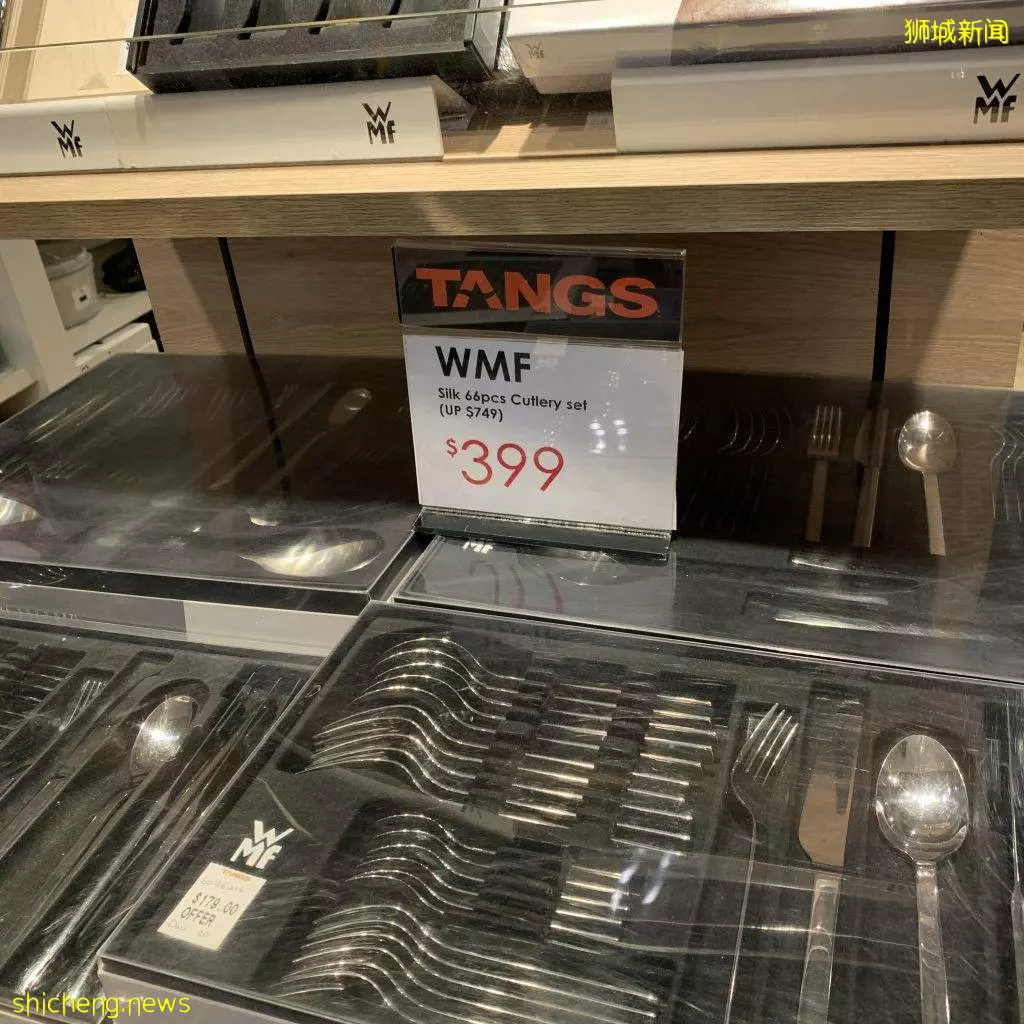 狮城新闻
WMF
WMF
WMF
TANGS
WMF
Silk 66pcs Cutlery set
(UP $749)
$399
WMF
TANGS
$179.00
OFFER
shicheng.news